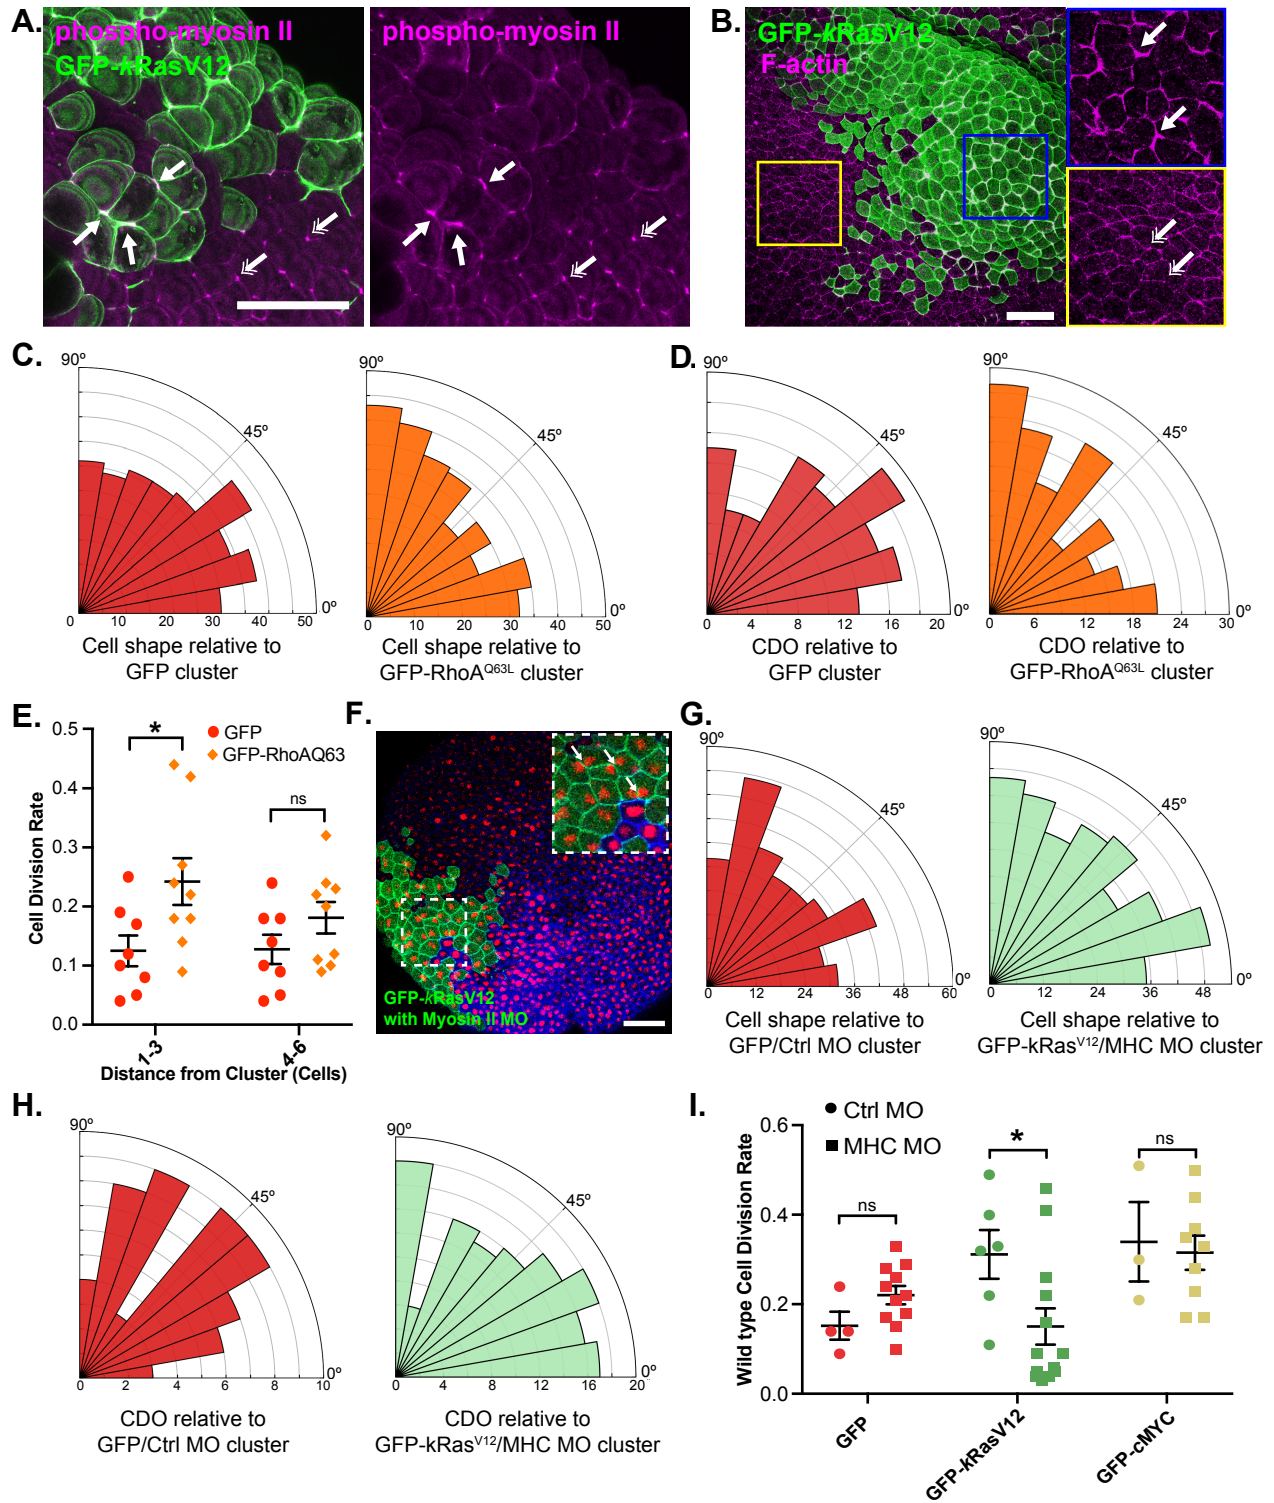 A.
phospho-myosin II
GFP-kRasV12
phospho-myosin II
B.
GFP-kRasV12
F-actin
C.
90º
45º
0º
0 10 20 30 40 50
Cell shape relative to
GFP cluster
90º
45º
0º
0 10 20 30 40 50
Cell shape relative to
GFP-RhoAQ63L cluster
D.
90º
45º
0º
0 4 8 12 16 20
CDO relative to
GFP cluster
90º
45º
0º
0 6 12 18 24 30
CDO relative to
GFP-RhoAQ63L cluster
E.
Cell Division Rate
0.5
0.4
0.3
0.2
0.1
0.0
*
ns
GFP
GFP-RhoAQ63
1-3
4-6
Distance from Cluster (Cells)
F.
GFP-kRasV12
with Myosin II MO
G.
90º
45º
0º
0 12 24 36 48 60
Cell shape relative to
GFP/Ctrl MO cluster
90º
45º
0º
0 12 24 36 48
Cell shape relative to
GFP-kRasV12/MHC MO cluster
H.
90º
45º
0º
0 2 4 6 8 10
CDO relative to
GFP/Ctrl MO cluster
90º
45º
0º
0 4 8 12 16 20
CDO relative to
GFP-kRasV12/MHC MO cluster
I.
Ctrl MO
MHC MO
Wild type Cell Division Rate
0.6
0.4
0.2
0.0
ns
*
ns
GFP
GFP-kRasV12
GFP-cMYC